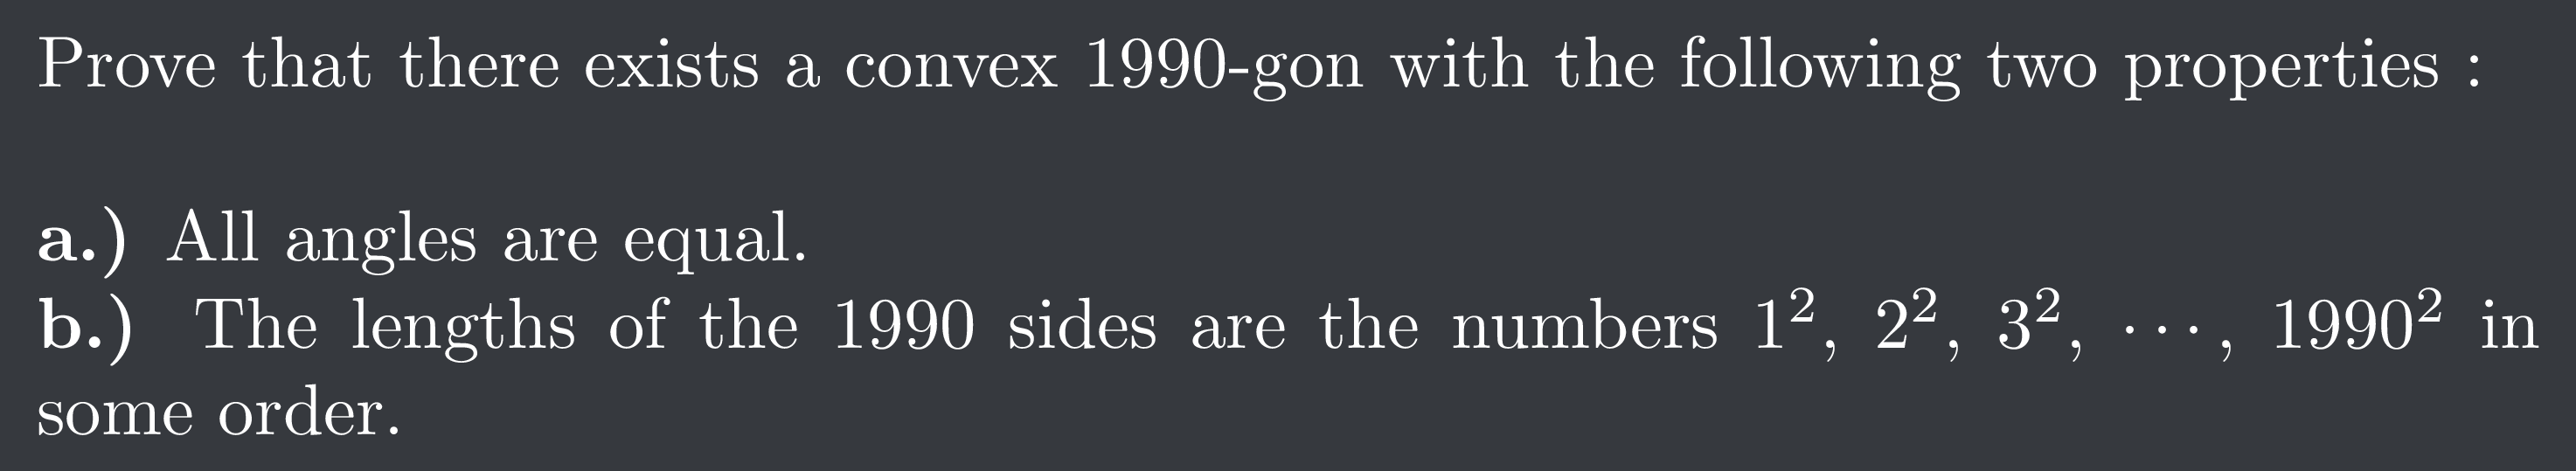 Prove that there exists a convex 1990-gon with the following two properties :
a.) All angles are equal.
b.) The lengths of the 1990 sides are the numbers 1², 2², 3², ⋯, 1990² in
some order.